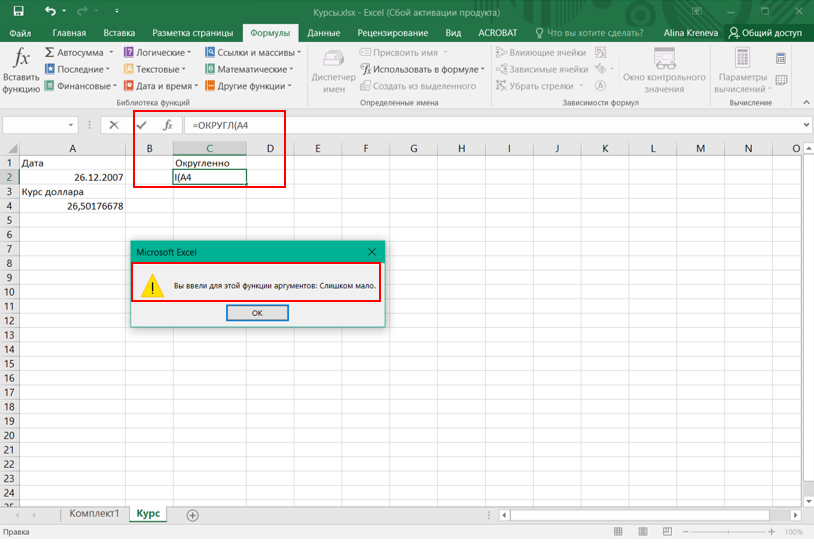 Курсы.xlsx - Excel (Сбой активации продукта)
Файл Главная Вставка Разметка страницы Формулы Данные Рецензирование Вид ACROBAT Что вы хотите сделать? Alina Kreneva Общий доступ
fx Σ Автосумма Логические Ссылки и массивы Присвоить имя Влияющие ячейки
Последние Текстовые Математические Использовать в формуле Зависимые ячейки
Вставить функцию Финансовые Дата и время Другие функции Диспетчер имен Создать из выделенного Убрать стрелки Окно контрольного значения Параметры вычислений
Библиотека функций Определенные имена Зависимости формул Вычисление
fx =ОКРУГЛ(A4
A B C D E F G H I J K L M N O
1 Дата Округленно
2 26.12.2007 Л(A4
3 Курс доллара
4 26,50176678
5
6
7
8
9
10
11
12
13
14
15
16
17
18
19
20
21
22
23
24
25
Microsoft Excel
Вы ввели для этой функции аргументов: Слишком мало.
ОК
Комплект1 Курс
Правка 100%